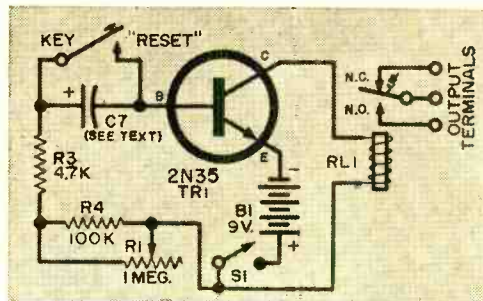 KEY "RESET"
C
N.C.
N.O.
OUTPUT TERMINALS
+
B
C7
(SEE TEXT)
E
2N35
TR1
RL1
R3
4.7K
−
B1
9V.
+
R4
100K
R1
1 MEG.
S1